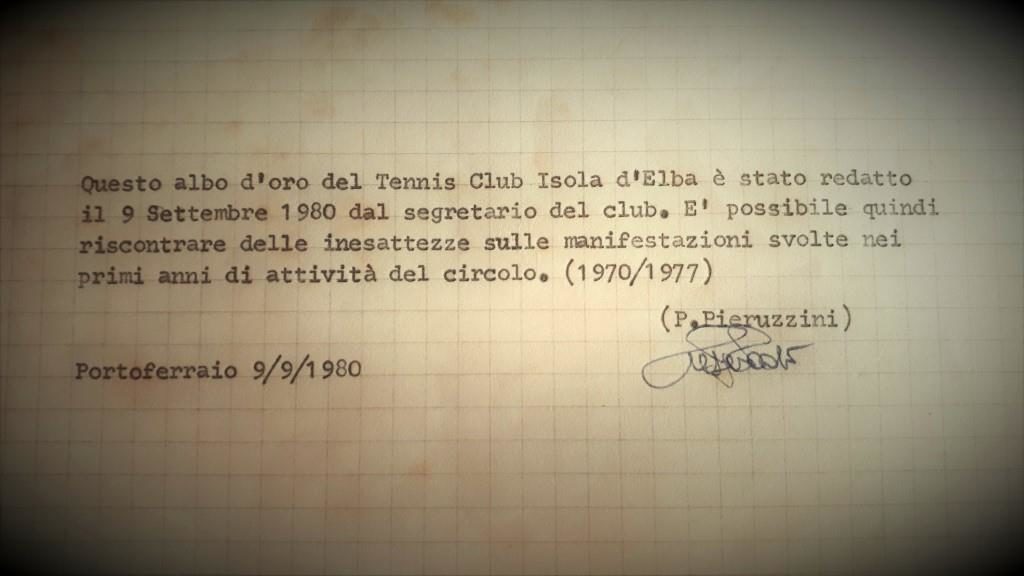 Questo albo d'oro del Tennis Club Isola d'Elba è stato redatto
il 9 Settembre 1980 dal segretario del club. E' possibile quindi
riscontrare delle inesattezze sulle manifestazioni svolte nei
primi anni di attività del circolo. (1970/1977)
(P.Pieruzzini)
Portoferraio 9/9/1980